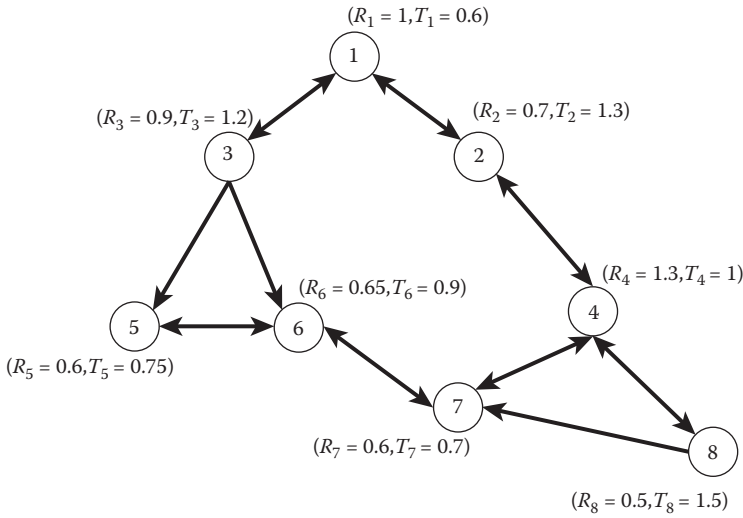 (R₁ = 1,T₁ = 0.6)
1
(R₃ = 0.9,T₃ = 1.2)
(R₂ = 0.7,T₂ = 1.3)
3
2
(R₄ = 1.3,T₄ = 1)
(R₆ = 0.65,T₆ = 0.9)
4
5
6
(R₅ = 0.6,T₅ = 0.75)
7
(R₇ = 0.6,T₇ = 0.7)
8
(R₈ = 0.5,T₈ = 1.5)